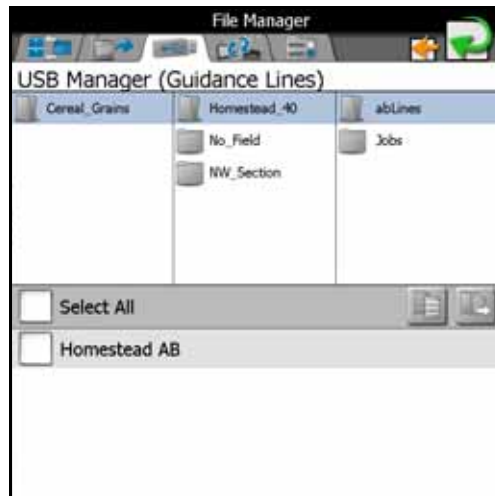 File Manager
USB Manager (Guidance Lines)
Cereal_Grains
Homestead_40
abLines
No_Field
Jobs
NW_Section
Select All
Homestead AB